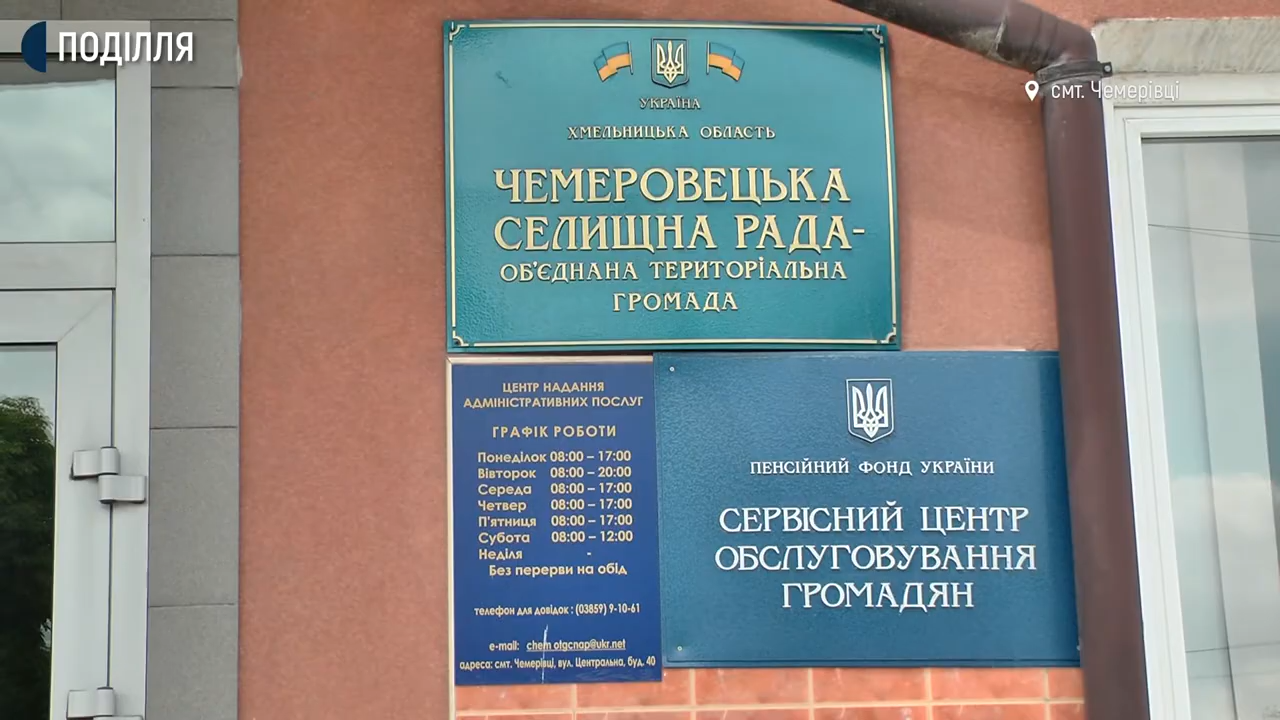 ПОДІЛЛЯ
смт. Чемерівці
УКРАЇНА
ХМЕЛЬНИЦЬКА ОБЛАСТЬ
ЧЕМЕРОВЕЦЬКА
СЕЛИЩНА РАДА-
ОБ'ЄДНАНА ТЕРИТОРІАЛЬНА
ГРОМАДА
ЦЕНТР НАДАННЯ
АДМІНІСТРАТИВНИХ ПОСЛУГ
ГРАФІК РОБОТИ
Понеділок 08:00 – 17:00
Вівторок 08:00 – 20:00
Середа 08:00 – 17:00
Четвер 08:00 – 17:00
П'ятниця 08:00 – 17:00
Субота 08:00 – 12:00
Неділя -
Без перерви на обід
телефон для довідок : (03859) 9-10-61
e-mail: chem otgcnap@ukr.net
адреса: смт. Чемерівці, вул. Центральна, буд. 40
ПЕНСІЙНИЙ ФОНД УКРАЇНИ
СЕРВІСНИЙ ЦЕНТР
ОБСЛУГОВУВАННЯ
ГРОМАДЯН